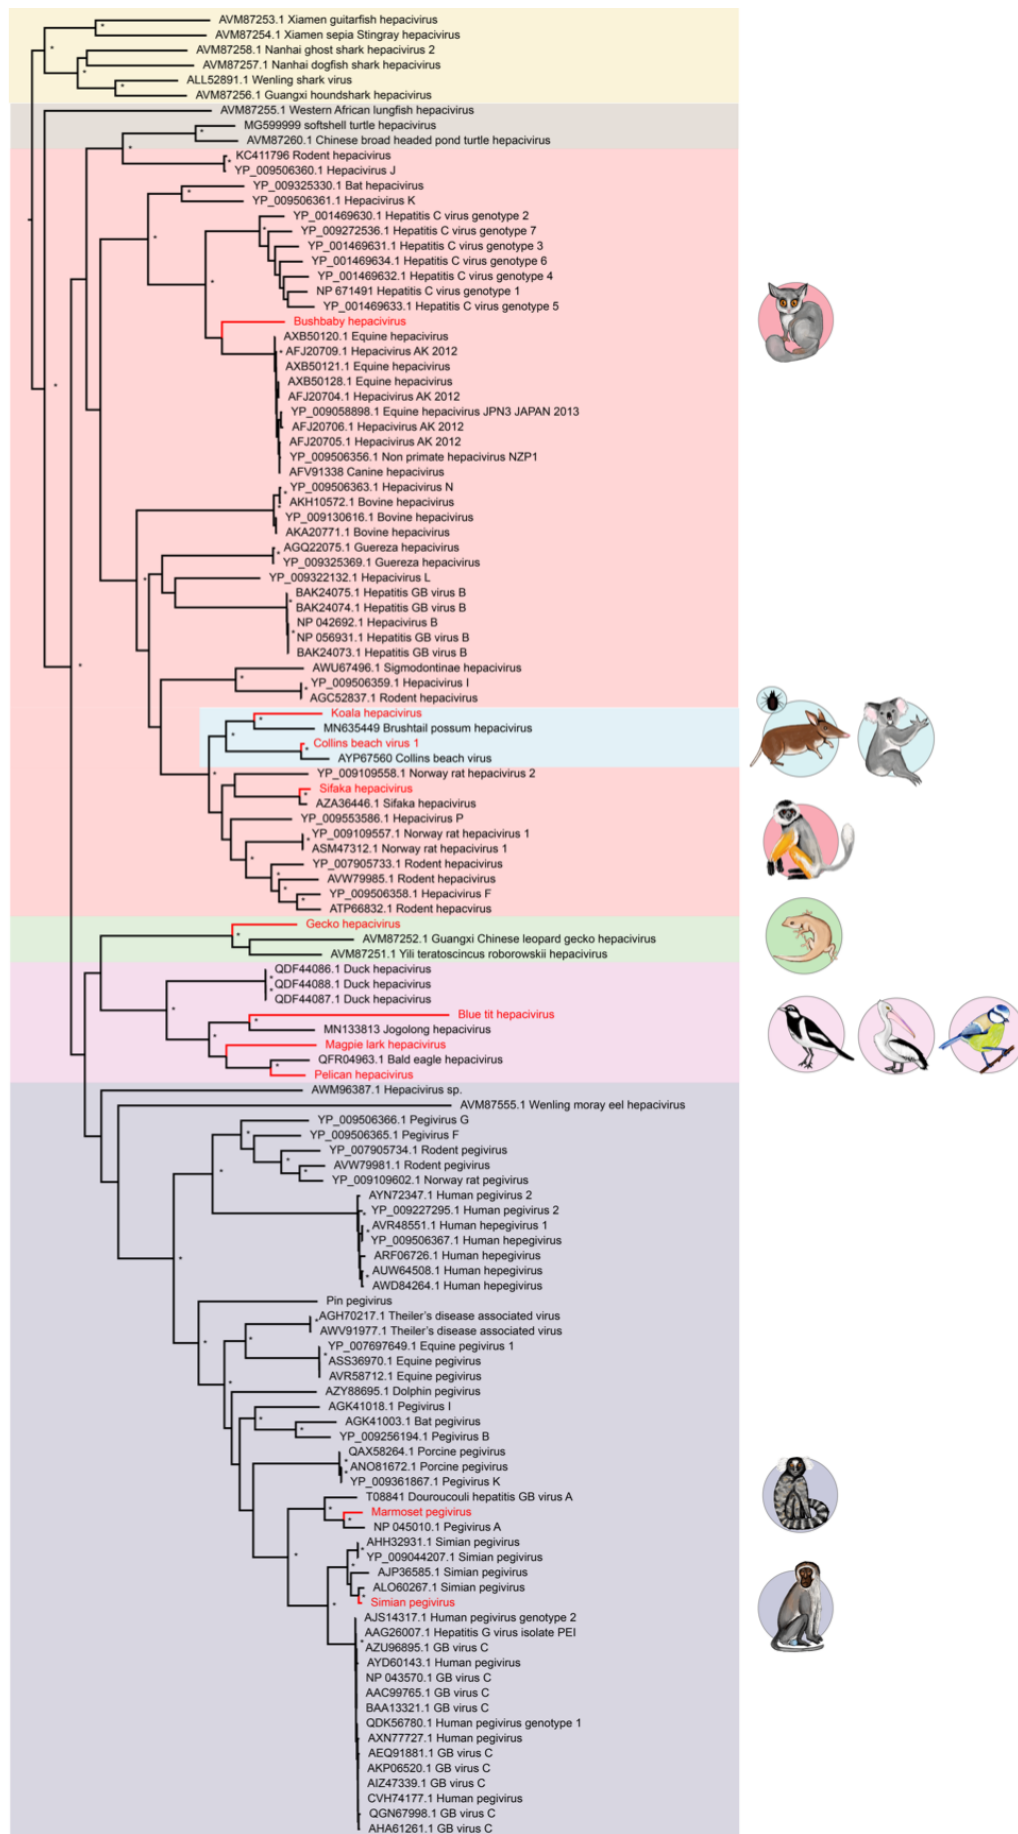 AVM87253.1 Xiamen guitarfish hepacivirus
AVM87254.1 Xiamen sepia Stingray hepacivirus
AVM87258.1 Nanhai ghost shark hepacivirus 2
AVM87257.1 Nanhai dogfish shark hepacivirus
ALL52891.1 Wenling shark virus
AVM87256.1 Guangxi houndshark hepacivirus
AVM87255.1 Western African lungfish hepacivirus
MG599999 softshell turtle hepacivirus
AVM87260.1 Chinese broad headed pond turtle hepacivirus
KC411796 Rodent hepacivirus
YP_009506360.1 Hepacivirus J
YP_009325330.1 Bat hepacivirus
YP_009506361.1 Hepacivirus K
YP_001469630.1 Hepatitis C virus genotype 2
YP_009272536.1 Hepatitis C virus genotype 7
YP_001469631.1 Hepatitis C virus genotype 3
YP_001469634.1 Hepatitis C virus genotype 6
YP_001469632.1 Hepatitis C virus genotype 4
NP 671491 Hepatitis C virus genotype 1
YP_001469633.1 Hepatitis C virus genotype 5
Bushbaby hepacivirus
AXB50120.1 Equine hepacivirus
AFJ20709.1 Hepacivirus AK 2012
AXB50121.1 Equine hepacivirus
AXB50128.1 Equine hepacivirus
AFJ20704.1 Hepacivirus AK 2012
YP_009058898.1 Equine hepacivirus JPN3 JAPAN 2013
AFJ20706.1 Hepacivirus AK 2012
AFJ20705.1 Hepacivirus AK 2012
YP_009506356.1 Non primate hepacivirus NZP1
AFV91338 Canine hepacivirus
YP_009506363.1 Hepacivirus N
AKH10572.1 Bovine hepacivirus
YP_009130616.1 Bovine hepacivirus
AKA20771.1 Bovine hepacivirus
AGQ22075.1 Guereza hepacivirus
YP_009325369.1 Guereza hepacivirus
YP_009322132.1 Hepacivirus L
BAK24075.1 Hepatitis GB virus B
BAK24074.1 Hepatitis GB virus B
NP 042692.1 Hepacivirus B
NP 056931.1 Hepatitis GB virus B
BAK24073.1 Hepatitis GB virus B
AWU67496.1 Sigmodontinae hepacivirus
YP_009506359.1 Hepacivirus I
AGC52837.1 Rodent hepacivirus
Koala hepacivirus
MN635449 Brushtail possum hepacivirus
Collins beach virus 1
AYP67560 Collins beach virus
YP_009109558.1 Norway rat hepacivirus 2
Sifaka hepacivirus
AZA36446.1 Sifaka hepacivirus
YP_009553586.1 Hepacivirus P
YP_009109557.1 Norway rat hepacivirus 1
ASM47312.1 Norway rat hepacivirus 1
YP_007905733.1 Rodent hepacivirus
AVW79985.1 Rodent hepacivirus
YP_009506358.1 Hepacivirus F
ATP66832.1 Rodent hepacvirus
Gecko hepacivirus
AVM87252.1 Guangxi Chinese leopard gecko hepacivirus
AVM87251.1 Yili teratoscincus roborowskii hepacivirus
QDF44086.1 Duck hepacivirus
QDF44088.1 Duck hepacivirus
QDF44087.1 Duck hepacivirus
Blue tit hepacivirus
MN133813 Jogolong hepacivirus
Magpie lark hepacivirus
QFR04963.1 Bald eagle hepacivirus
Pelican hepacivirus
AWM96387.1 Hepacivirus sp.
AVM87555.1 Wenling moray eel hepacivirus
YP_009506366.1 Pegivirus G
YP_009506365.1 Pegivirus F
YP_007905734.1 Rodent pegivirus
AVW79981.1 Rodent pegivirus
YP_009109602.1 Norway rat pegivirus
AYN72347.1 Human pegivirus 2
YP_009227295.1 Human pegivirus 2
AVR48551.1 Human hepegivirus 1
YP_009506367.1 Human hepegivirus
ARF06726.1 Human hepegivirus
AUW64508.1 Human hepegivirus
AWD84264.1 Human hepegivirus
Pin pegivirus
AGH70217.1 Theiler's disease associated virus
AWV91977.1 Theiler's disease associated virus
YP_007697649.1 Equine pegivirus 1
ASS36970.1 Equine pegivirus
AVR58712.1 Equine pegivirus
AZY88695.1 Dolphin pegivirus
AGK41018.1 Pegivirus I
AGK41003.1 Bat pegivirus
YP_009256194.1 Pegivirus B
QAX58264.1 Porcine pegivirus
ANO81672.1 Porcine pegivirus
YP_009361867.1 Pegivirus K
T08841 Douroucouli hepatitis GB virus A
Marmoset pegivirus
NP 045010.1 Pegivirus A
AHH32931.1 Simian pegivirus
YP_009044207.1 Simian pegivirus
AJP36585.1 Simian pegivirus
ALO60267.1 Simian pegivirus
Simian pegivirus
AJS14317.1 Human pegivirus genotype 2
AAG26007.1 Hepatitis G virus isolate PEI
AZU96895.1 GB virus C
AYD60143.1 Human pegivirus
NP 043570.1 GB virus C
AAC99765.1 GB virus C
BAA13321.1 GB virus C
QDK56780.1 Human pegivirus genotype 1
AXN77727.1 Human pegivirus
AEQ91881.1 GB virus C
AKP06520.1 GB virus C
AIZ47339.1 GB virus C
CVH74177.1 Human pegivirus
QGN67998.1 GB virus C
AHA61261.1 GB virus C